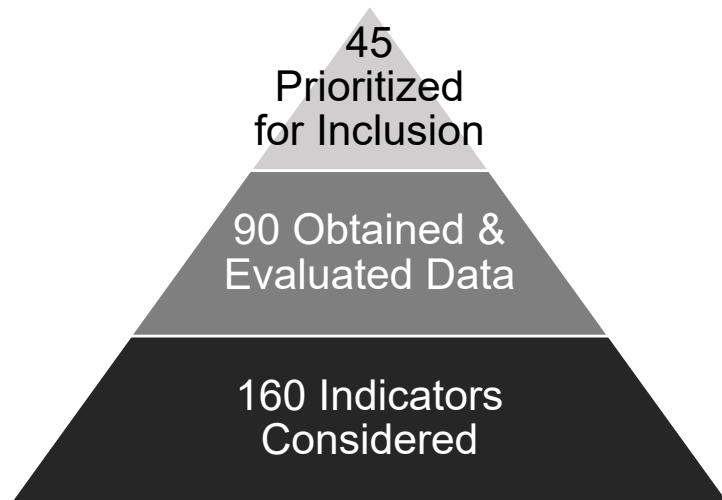 45
Prioritized
for Inclusion
90 Obtained &
Evaluated Data
160 Indicators
Considered